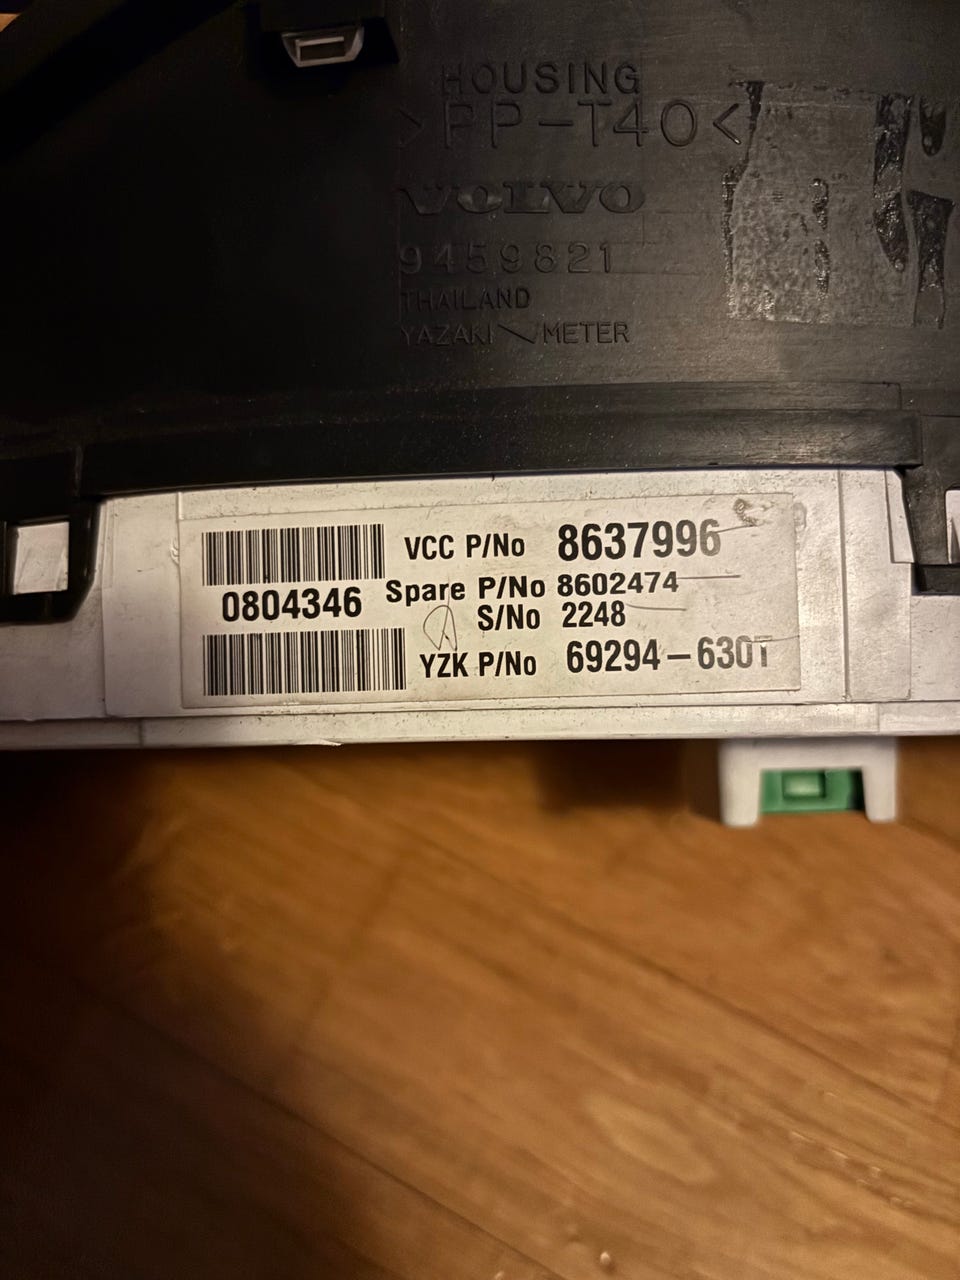 HOUSING
>PP-T40<
VOLVO
9459821
THAILAND
YAZAKI METER
VCC P/No 8637996
0804346
Spare P/No 8602474
S/No 2248
YZK P/No 69294-630T